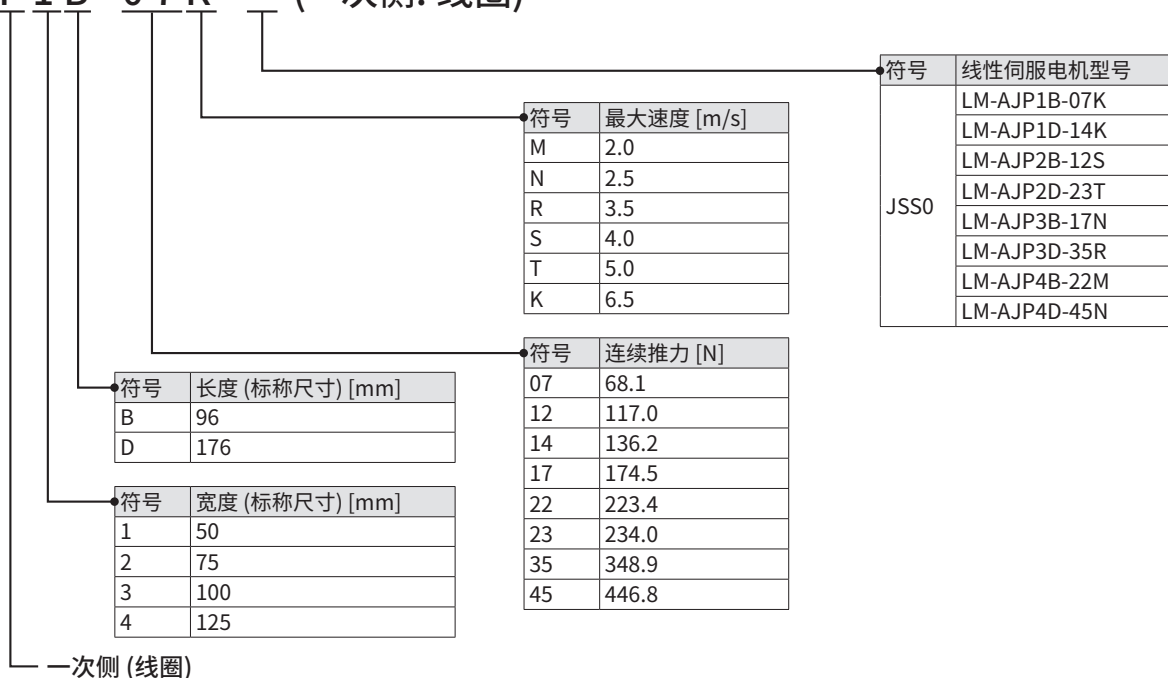 符号 线性伺服电机型号
JSS0
LM-AJP1B-07K
LM-AJP1D-14K
LM-AJP2B-12S
LM-AJP2D-23T
LM-AJP3B-17N
LM-AJP3D-35R
LM-AJP4B-22M
LM-AJP4D-45N
符号 最大速度 [m/s]
M 2.0
N 2.5
R 3.5
S 4.0
T 5.0
K 6.5
符号 连续推力 [N]
07 68.1
12 117.0
14 136.2
17 174.5
22 223.4
23 234.0
35 348.9
45 446.8
符号 长度 (标称尺寸) [mm]
B 96
D 176
符号 宽度 (标称尺寸) [mm]
1 50
2 75
3 100
4 125
一次侧 (线圈)